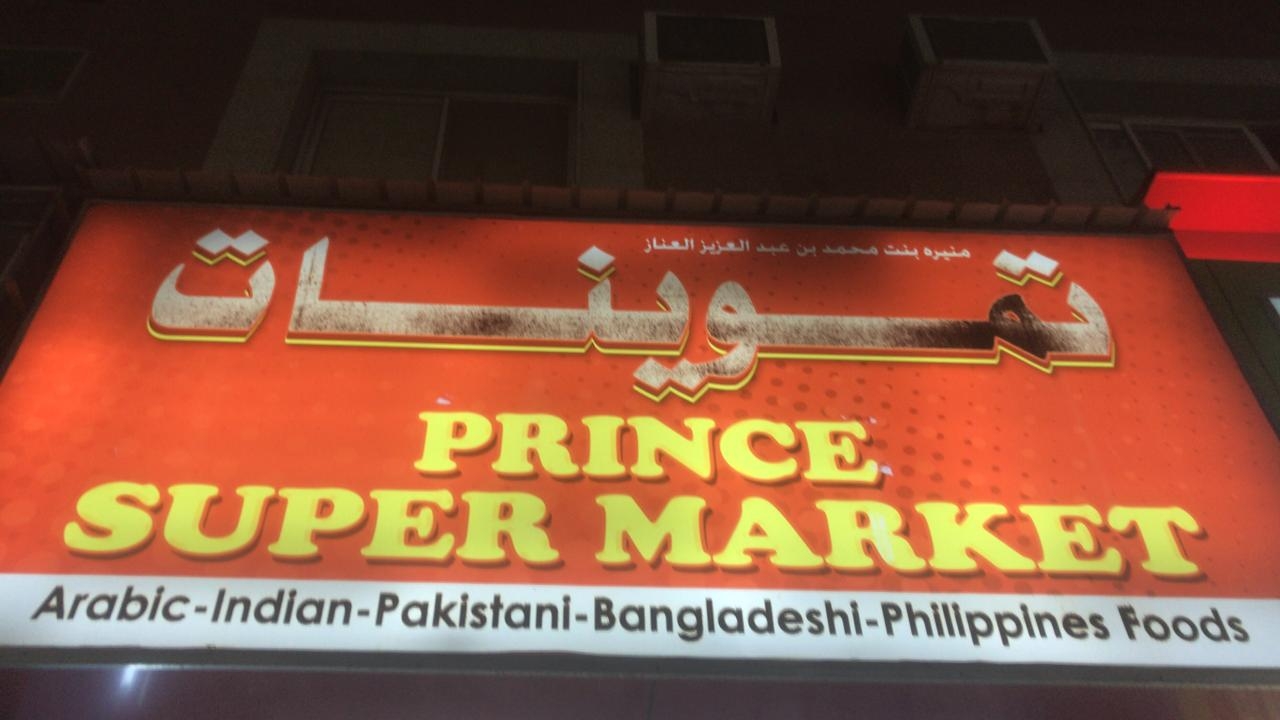 منيره بنت محمد بن عبد العزيز العناز
تموينات
PRINCE
SUPER MARKET
Arabic-Indian-Pakistani-Bangladeshi-Philippines Foods